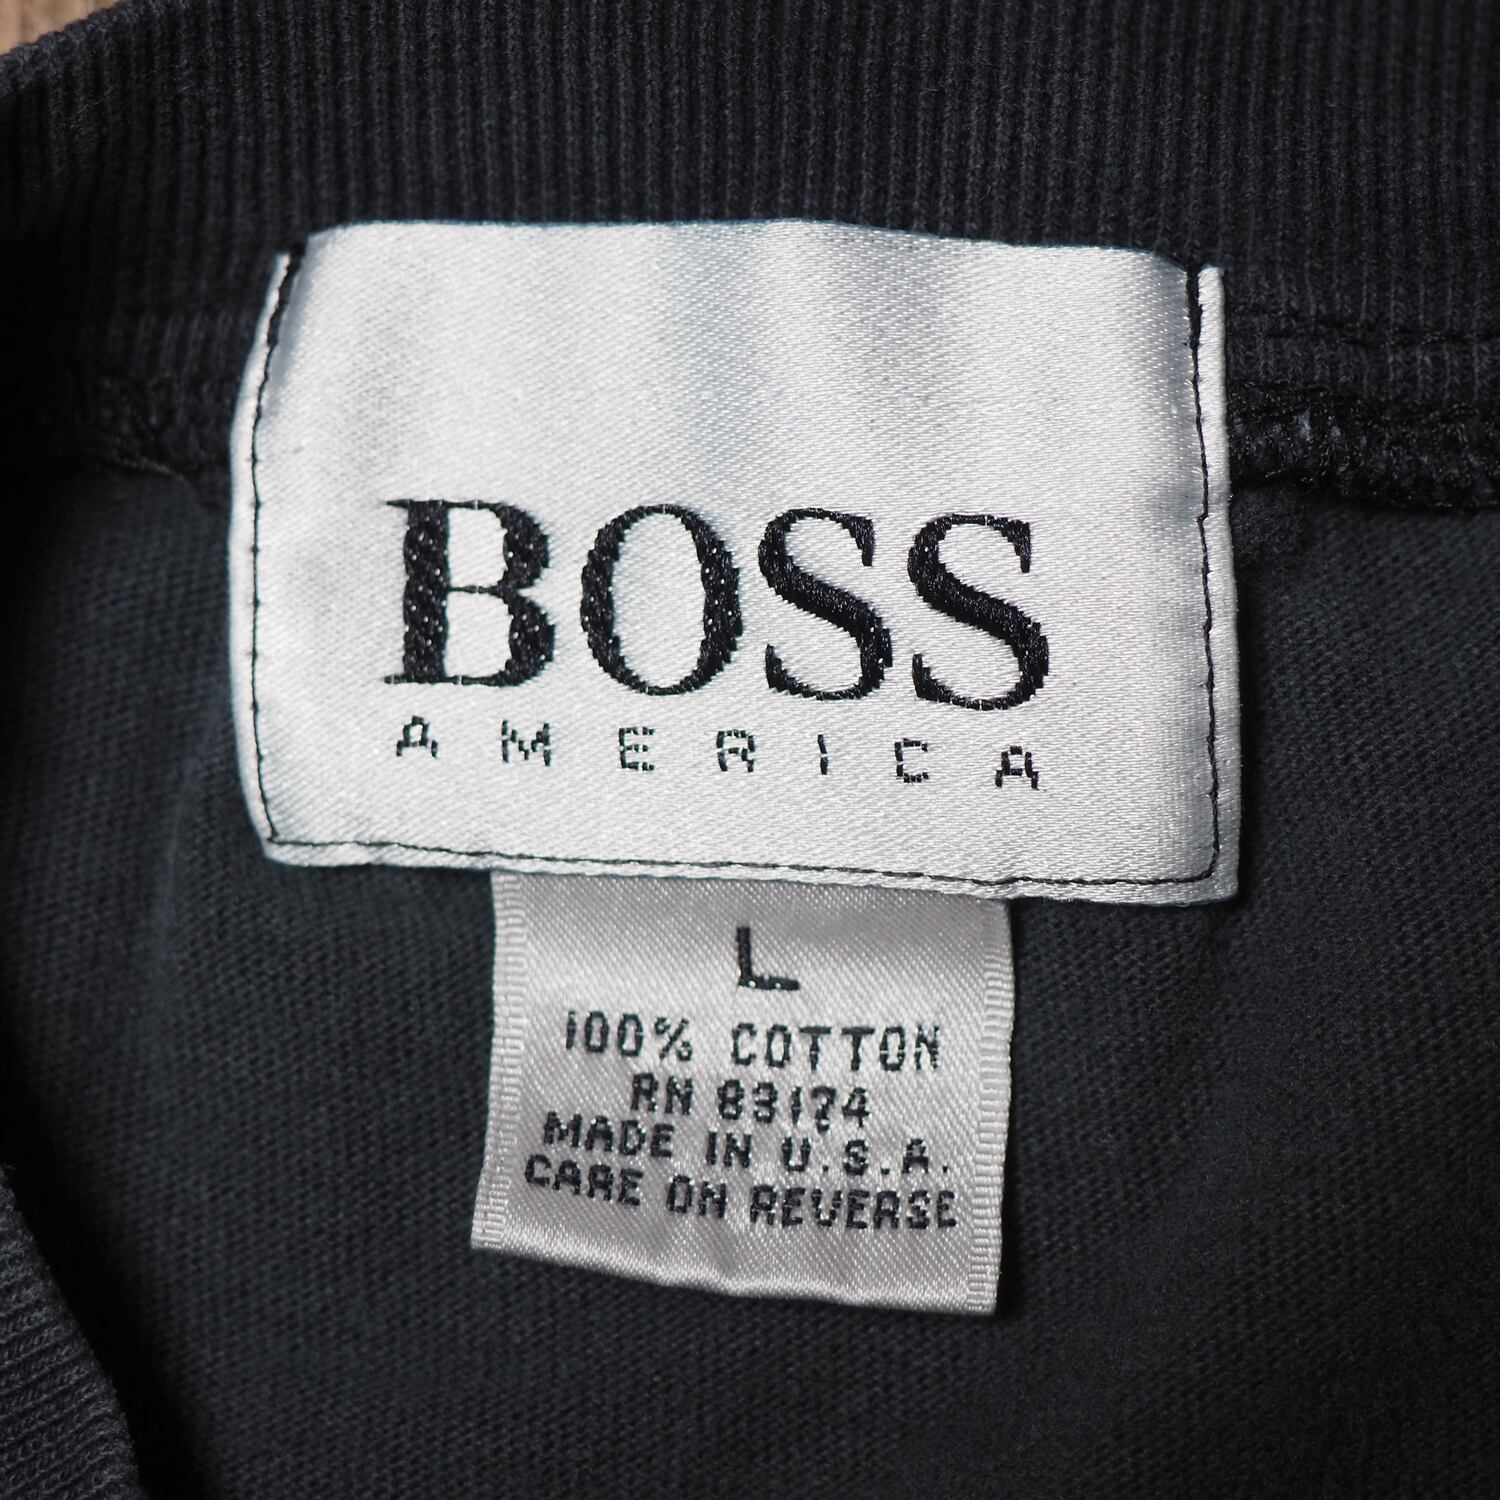 BOSS
AMERICA
L
100% COTTON
RN 83174
MADE IN U.S.A.
CARE ON REVERSE